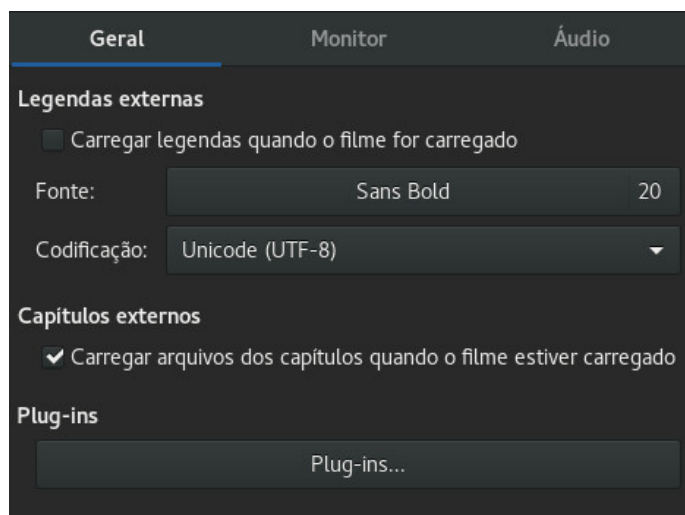 Geral Monitor Áudio
Legendas externas
Carregar legendas quando o filme for carregado
Fonte: Sans Bold 20
Codificação: Unicode (UTF-8)
Capítulos externos
Carregar arquivos dos capítulos quando o filme estiver carregado
Plug-ins
Plug-ins...